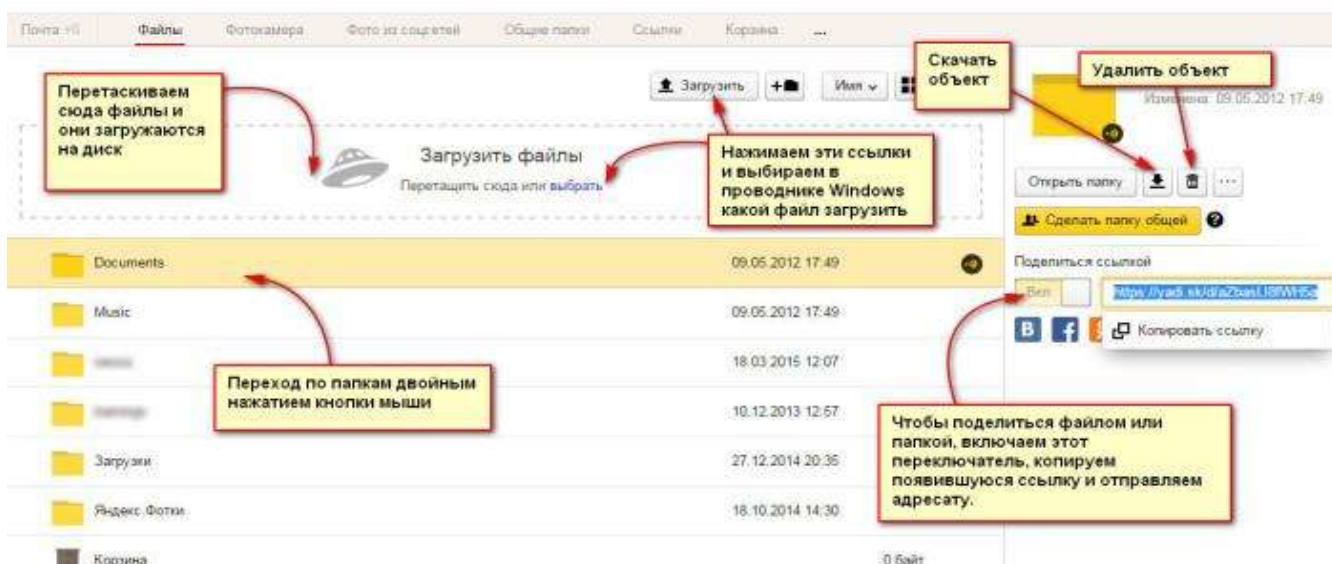 Почта +6 Файлы Фотокамера Фото из соцсетей Общие папки Ссылки Корзина ...
Скачать
объект
Удалить объект
Изменена: 09.05.2012 17:49
Перетаскиваем
сюда файлы и
они загружаются
на диск
Загрузить
Имя
Загрузить файлы
Перетащить сюда или выбрать
Нажимаем эти ссылки
и выбираем в
проводнике Windows
какой файл загрузить
Открыть папку ...
Сделать папку общей ?
Поделиться ссылкой
Вкл
Копировать ссылку
Documents 09.05.2012 17:49
Music 09.05.2012 17:49
18.03.2015 12:07
10.12.2013 12:57
Загрузки 27.12.2014 20:35
Яндекс.Фотки 18.10.2014 14:30
Корзина 0 байт
Переход по папкам двойным
нажатием кнопки мыши
Чтобы поделиться файлом или
папкой, включаем этот
переключатель, копируем
появившуюся ссылку и отправляем
адресату.